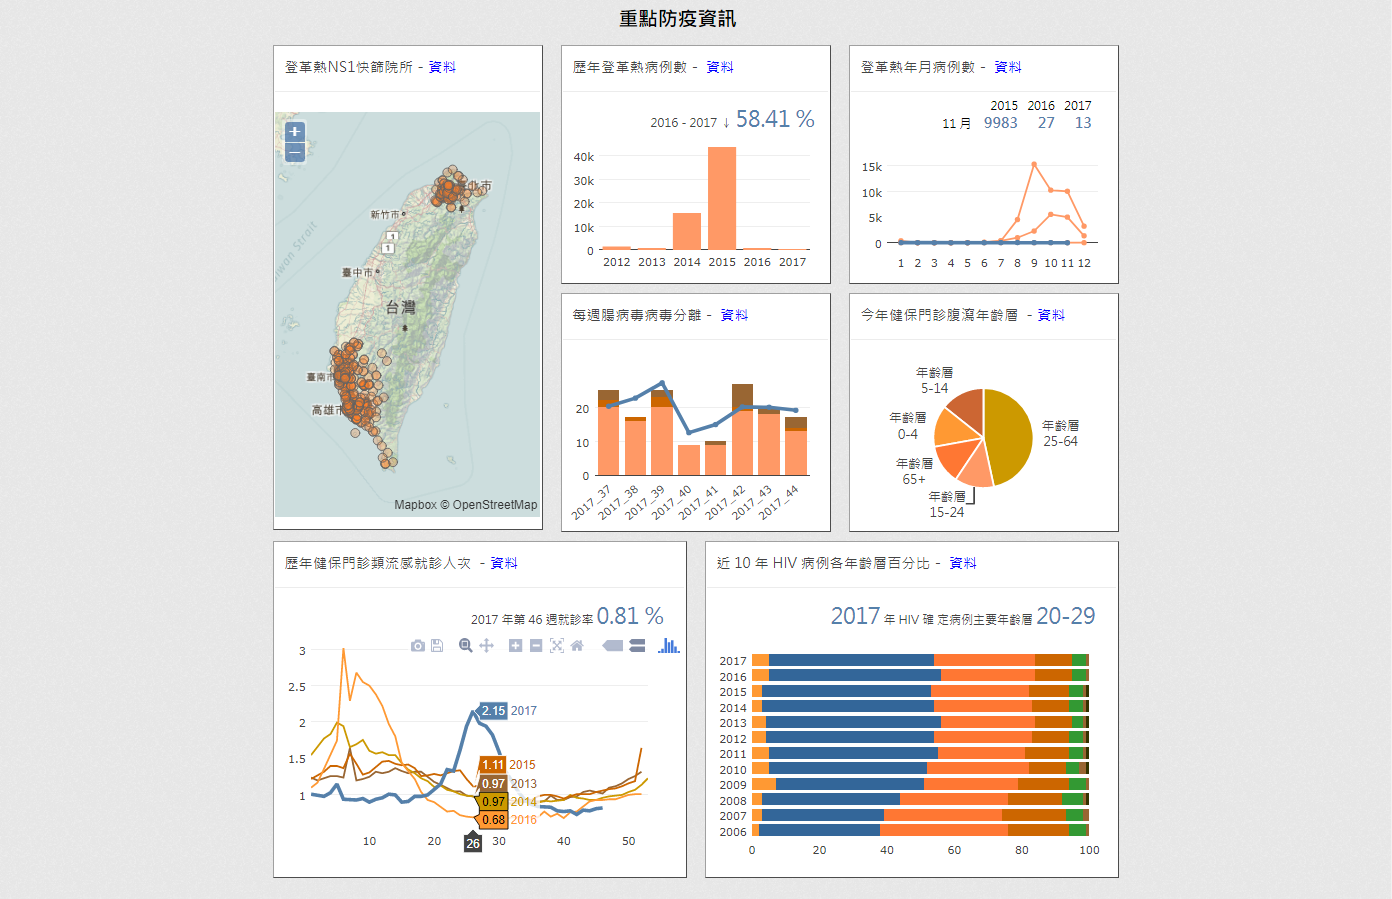 重點防疫資訊
登革熱NS1快篩院所 - 資料
+
−
臺北市
新竹市
1
1
臺中市
台灣
臺南市
高雄市
Mapbox © OpenStreetMap
歷年登革熱病例數 - 資料
2016 - 2017 ↓ 58.41 %
40k
30k
20k
10k
0
2012 2013 2014 2015 2016 2017
登革熱年月病例數 - 資料
2015 2016 2017
11 月 9983 27 13
15k
10k
5k
0
1 2 3 4 5 6 7 8 9 10 11 12
每週腸病毒病毒分離 - 資料
20
10
0
2017_37 2017_38 2017_39 2017_40 2017_41 2017_42 2017_43 2017_44
今年健保門診腹瀉年齡層 - 資料
年齡層
5-14
年齡層
0-4
年齡層
25-64
年齡層
65+
年齡層
15-24
歷年健保門診類流感就診人次 - 資料
2017 年第 46 週就診率 0.81 %
3
2.5
2
1.5
1
2.15 2017
1.11 2015
0.97 2013
0.97 2014
0.68 2016
10 20 26 30 40 50
近 10 年 HIV 病例各年齡層百分比 - 資料
2017 年 HIV 確 定病例主要年齡層 20-29
2017
2016
2015
2014
2013
2012
2011
2010
2009
2008
2007
2006
0 20 40 60 80 100